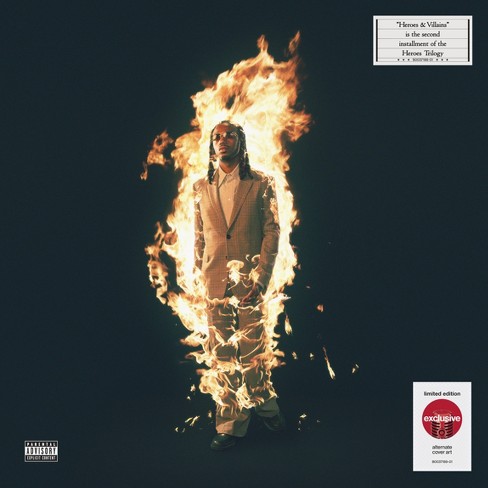 "Heroes & Villains"
is the second
installment of the
Heroes Trilogy
PARENTAL
ADVISORY
EXPLICIT CONTENT
limited edition
exclusive
alternate
cover art